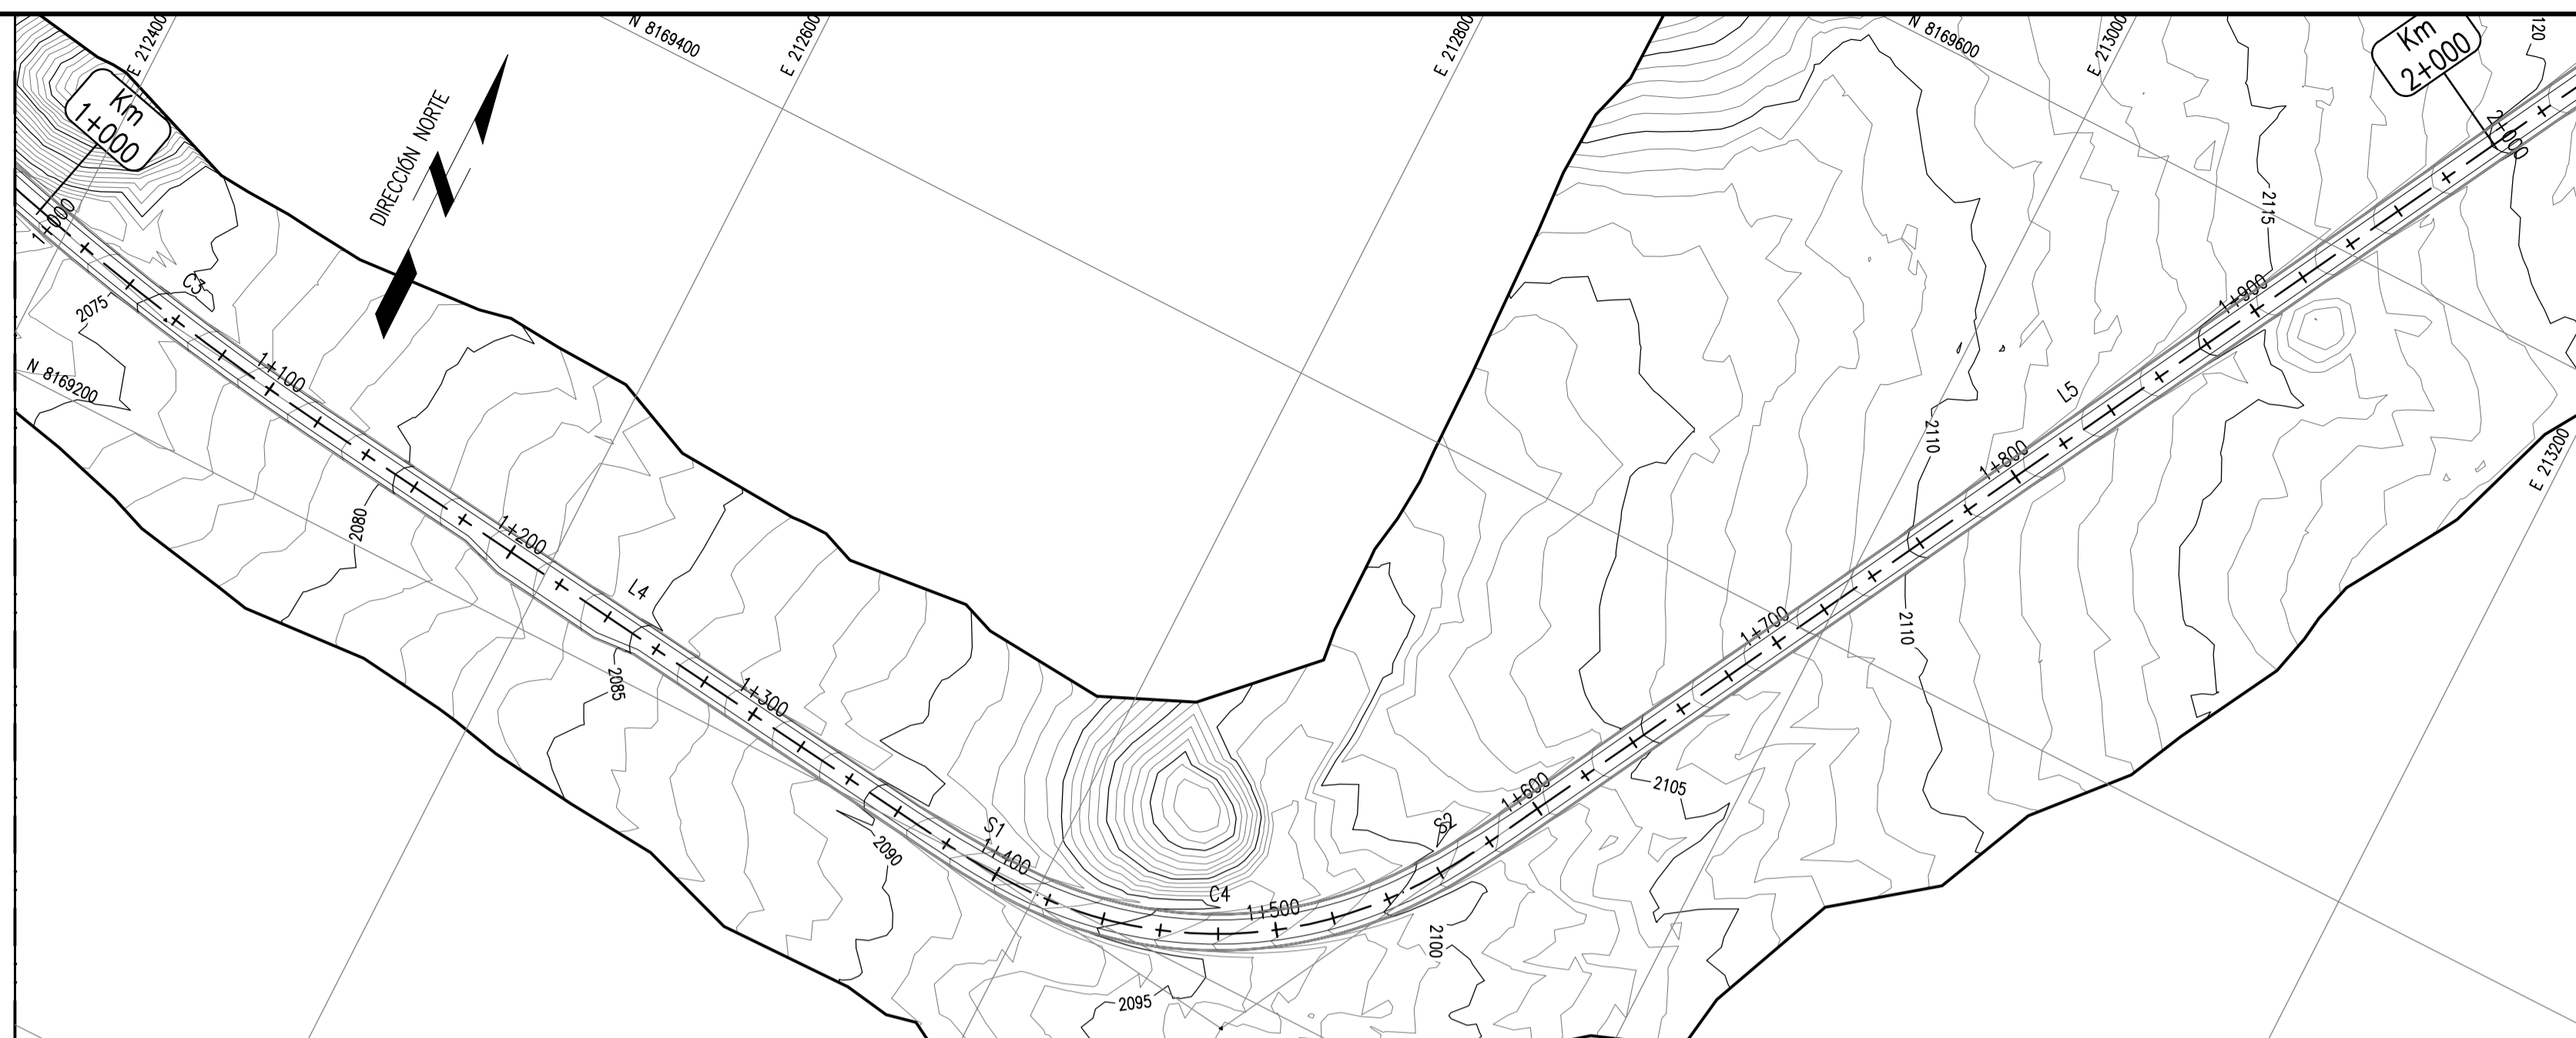 E 212400
N 8169400
E 212600
E 212800
N 8169600
E 213000
Km
2+000
120
Km
1+000
DIRECCIÓN NORTE
2+000
1+000
2115
C3
2075
1+900
1+100
N 8169200
L5
2110
1+800
E 213200
2080
1+200
L4
1+700
2110
2085
1+300
2105
1+600
S1
S2
2090
1+400
C4
1+500
2100
2095